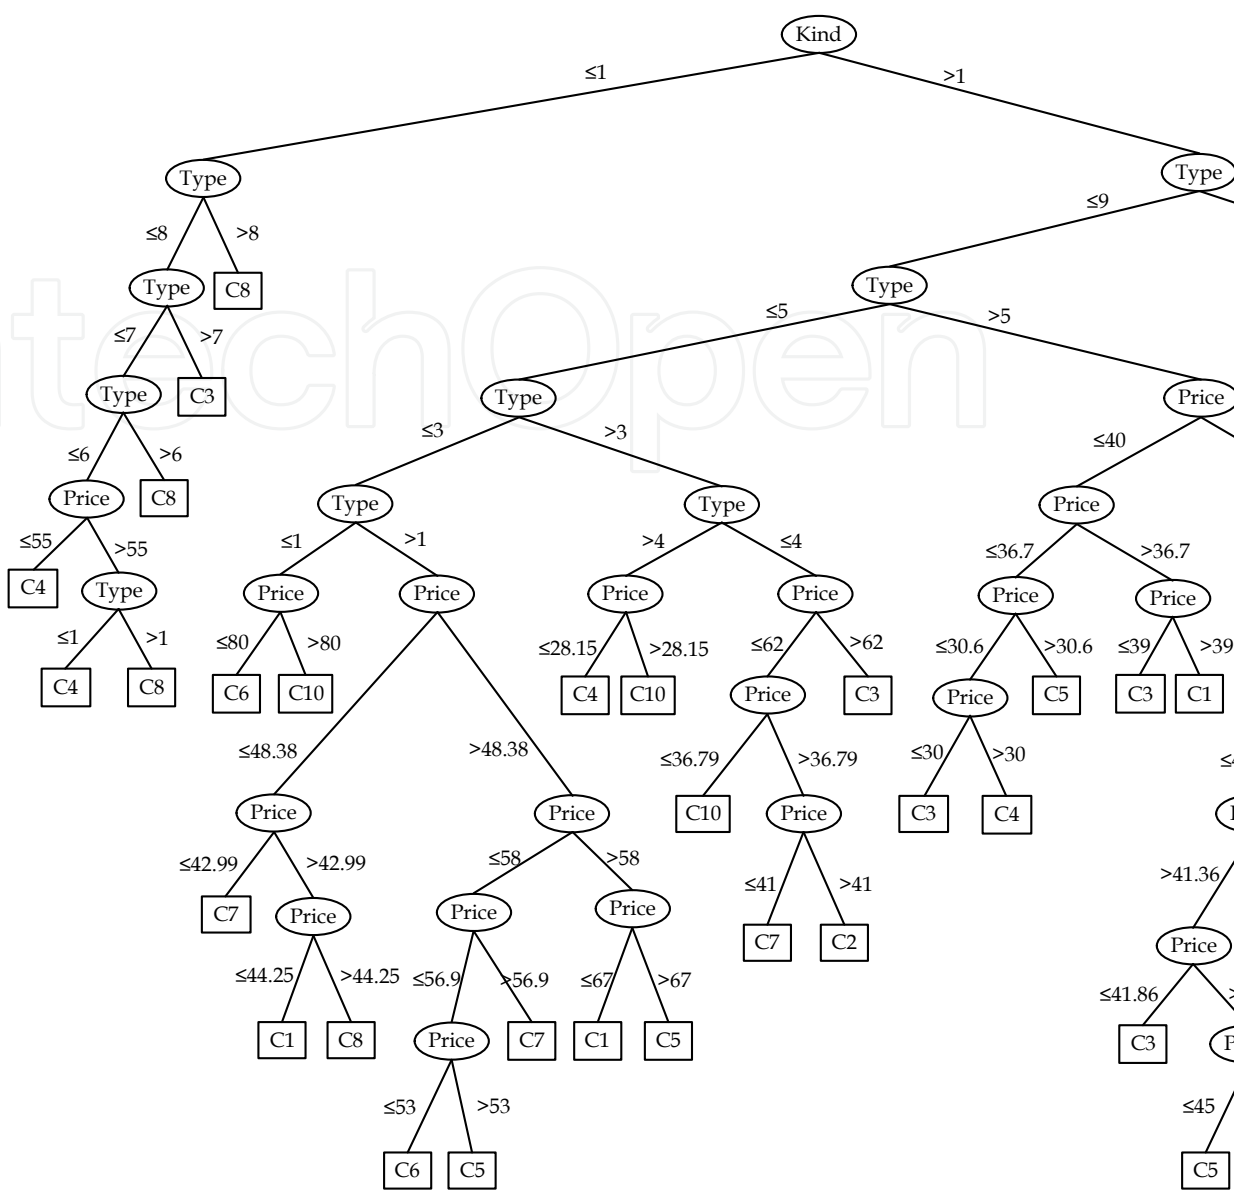 Kind
≤1 >1
Type Type
≤8 >8 ≤9
Type C8 Type
≤7 >7 ≤5 >5
Type C3 Type Price
≤6 >6 ≤3 >3 ≤40
Price C8 Type Type Price
≤55 >55 ≤1 >1 >4 ≤4 ≤36.7 >36.7
C4 Type Price Price Price Price Price Price
≤1 >1 ≤80 >80 ≤28.15 >28.15 ≤62 >62 ≤30.6 >30.6 ≤39 >39
C4 C8 C6 C10 C4 C10 Price C3 Price C5 C3 C1
≤48.38 >48.38 ≤36.79 >36.79 ≤30 >30
Price Price C10 Price C3 C4
≤42.99 >42.99 ≤58 >58 ≤41 >41 >41.36
C7 Price Price Price C7 C2 Price
≤44.25 >44.25 ≤56.9 >56.9 ≤67 >67 ≤41.86
C1 C8 Price C7 C1 C5 C3
≤53 >53 ≤45
C6 C5 C5
techOpen